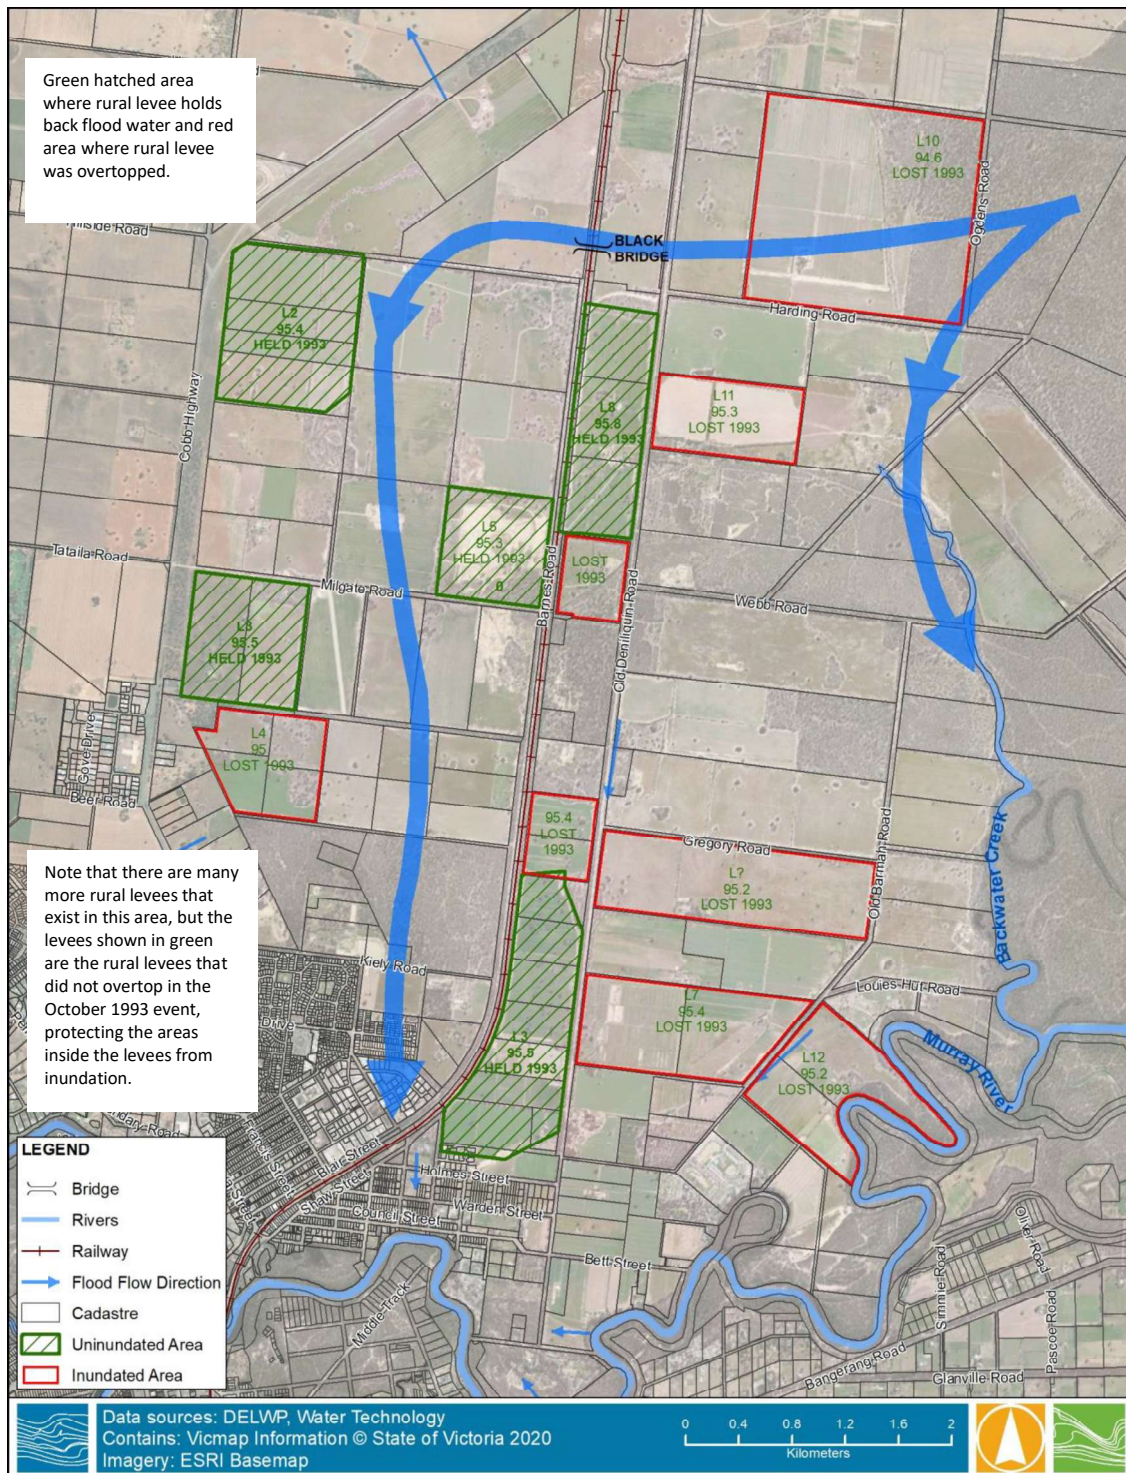 Green hatched area
where rural levee holds
back flood water and red
area where rural levee
was overtopped.
Hillside Road
L10
94.6
LOST 1993
Ogdens Road
BLACK
BRIDGE
Harding Road
L2
95.4
HELD 1993
Cobb Highway
L8
95.8
HELD 1993
L11
95.3
LOST 1993
L5
95.3
HELD 1993
0
Barnes Road
LOST
1993
Old Deniliquin Road
Tataila Road
Milgate Road
Webb Road
L3
95.5
HELD 1993
L4
95
LOST 1993
Gove Drive
Beer Road
95.4
LOST
1993
Gregory Road
L?
95.2
LOST 1993
Old Barmah Road
Backwater Creek
Note that there are many
more rural levees that
exist in this area, but the
levees shown in green
are the rural levees that
did not overtop in the
October 1993 event,
protecting the areas
inside the levees from
inundation.
Kiely Road
Drive
L3
95.5
HELD 1993
L7
95.4
LOST 1993
Louies Hut Road
L12
95.2
LOST 1993
Murray River
Francis Street
Blair Street
Shaw Street
Holmes Street
Council Street
Warden Street
Bett Street
Middle Track
Simmie Road
Oliver Road
Pascoe Road
Bangerang Road
Glanville Road
LEGEND
Bridge
Rivers
Railway
Flood Flow Direction
Cadastre
Uninundated Area
Inundated Area
Data sources: DELWP, Water Technology
Contains: Vicmap Information © State of Victoria 2020
Imagery: ESRI Basemap
0 0.4 0.8 1.2 1.6 2
Kilometers